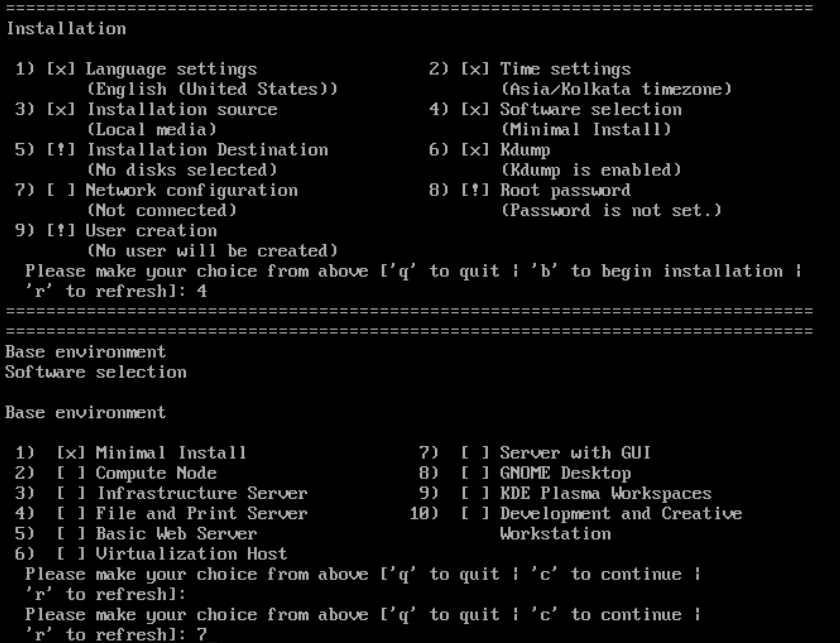 ================================================================================
Installation
1) [x] Language settings                 2) [x] Time settings
(English (United States))                (Asia/Kolkata timezone)
3) [x] Installation source               4) [x] Software selection
(Local media)                            (Minimal Install)
5) [!] Installation Destination          6) [x] Kdump
(No disks selected)                      (Kdump is enabled)
7) [ ] Network configuration             8) [!] Root password
(Not connected)                          (Password is not set.)
9) [!] User creation
(No user will be created)
Please make your choice from above ['q' to quit | 'b' to begin installation |
'r' to refresh]: 4
================================================================================
================================================================================
Base environment
Software selection
Base environment
1) [x] Minimal Install                   7) [ ] Server with GUI
2) [ ] Compute Node                      8) [ ] GNOME Desktop
3) [ ] Infrastructure Server             9) [ ] KDE Plasma Workspaces
4) [ ] File and Print Server            10) [ ] Development and Creative
5) [ ] Basic Web Server                  Workstation
6) [ ] Virtualization Host
Please make your choice from above ['q' to quit | 'c' to continue |
'r' to refresh]:
Please make your choice from above ['q' to quit | 'c' to continue |
'r' to refresh]: 7